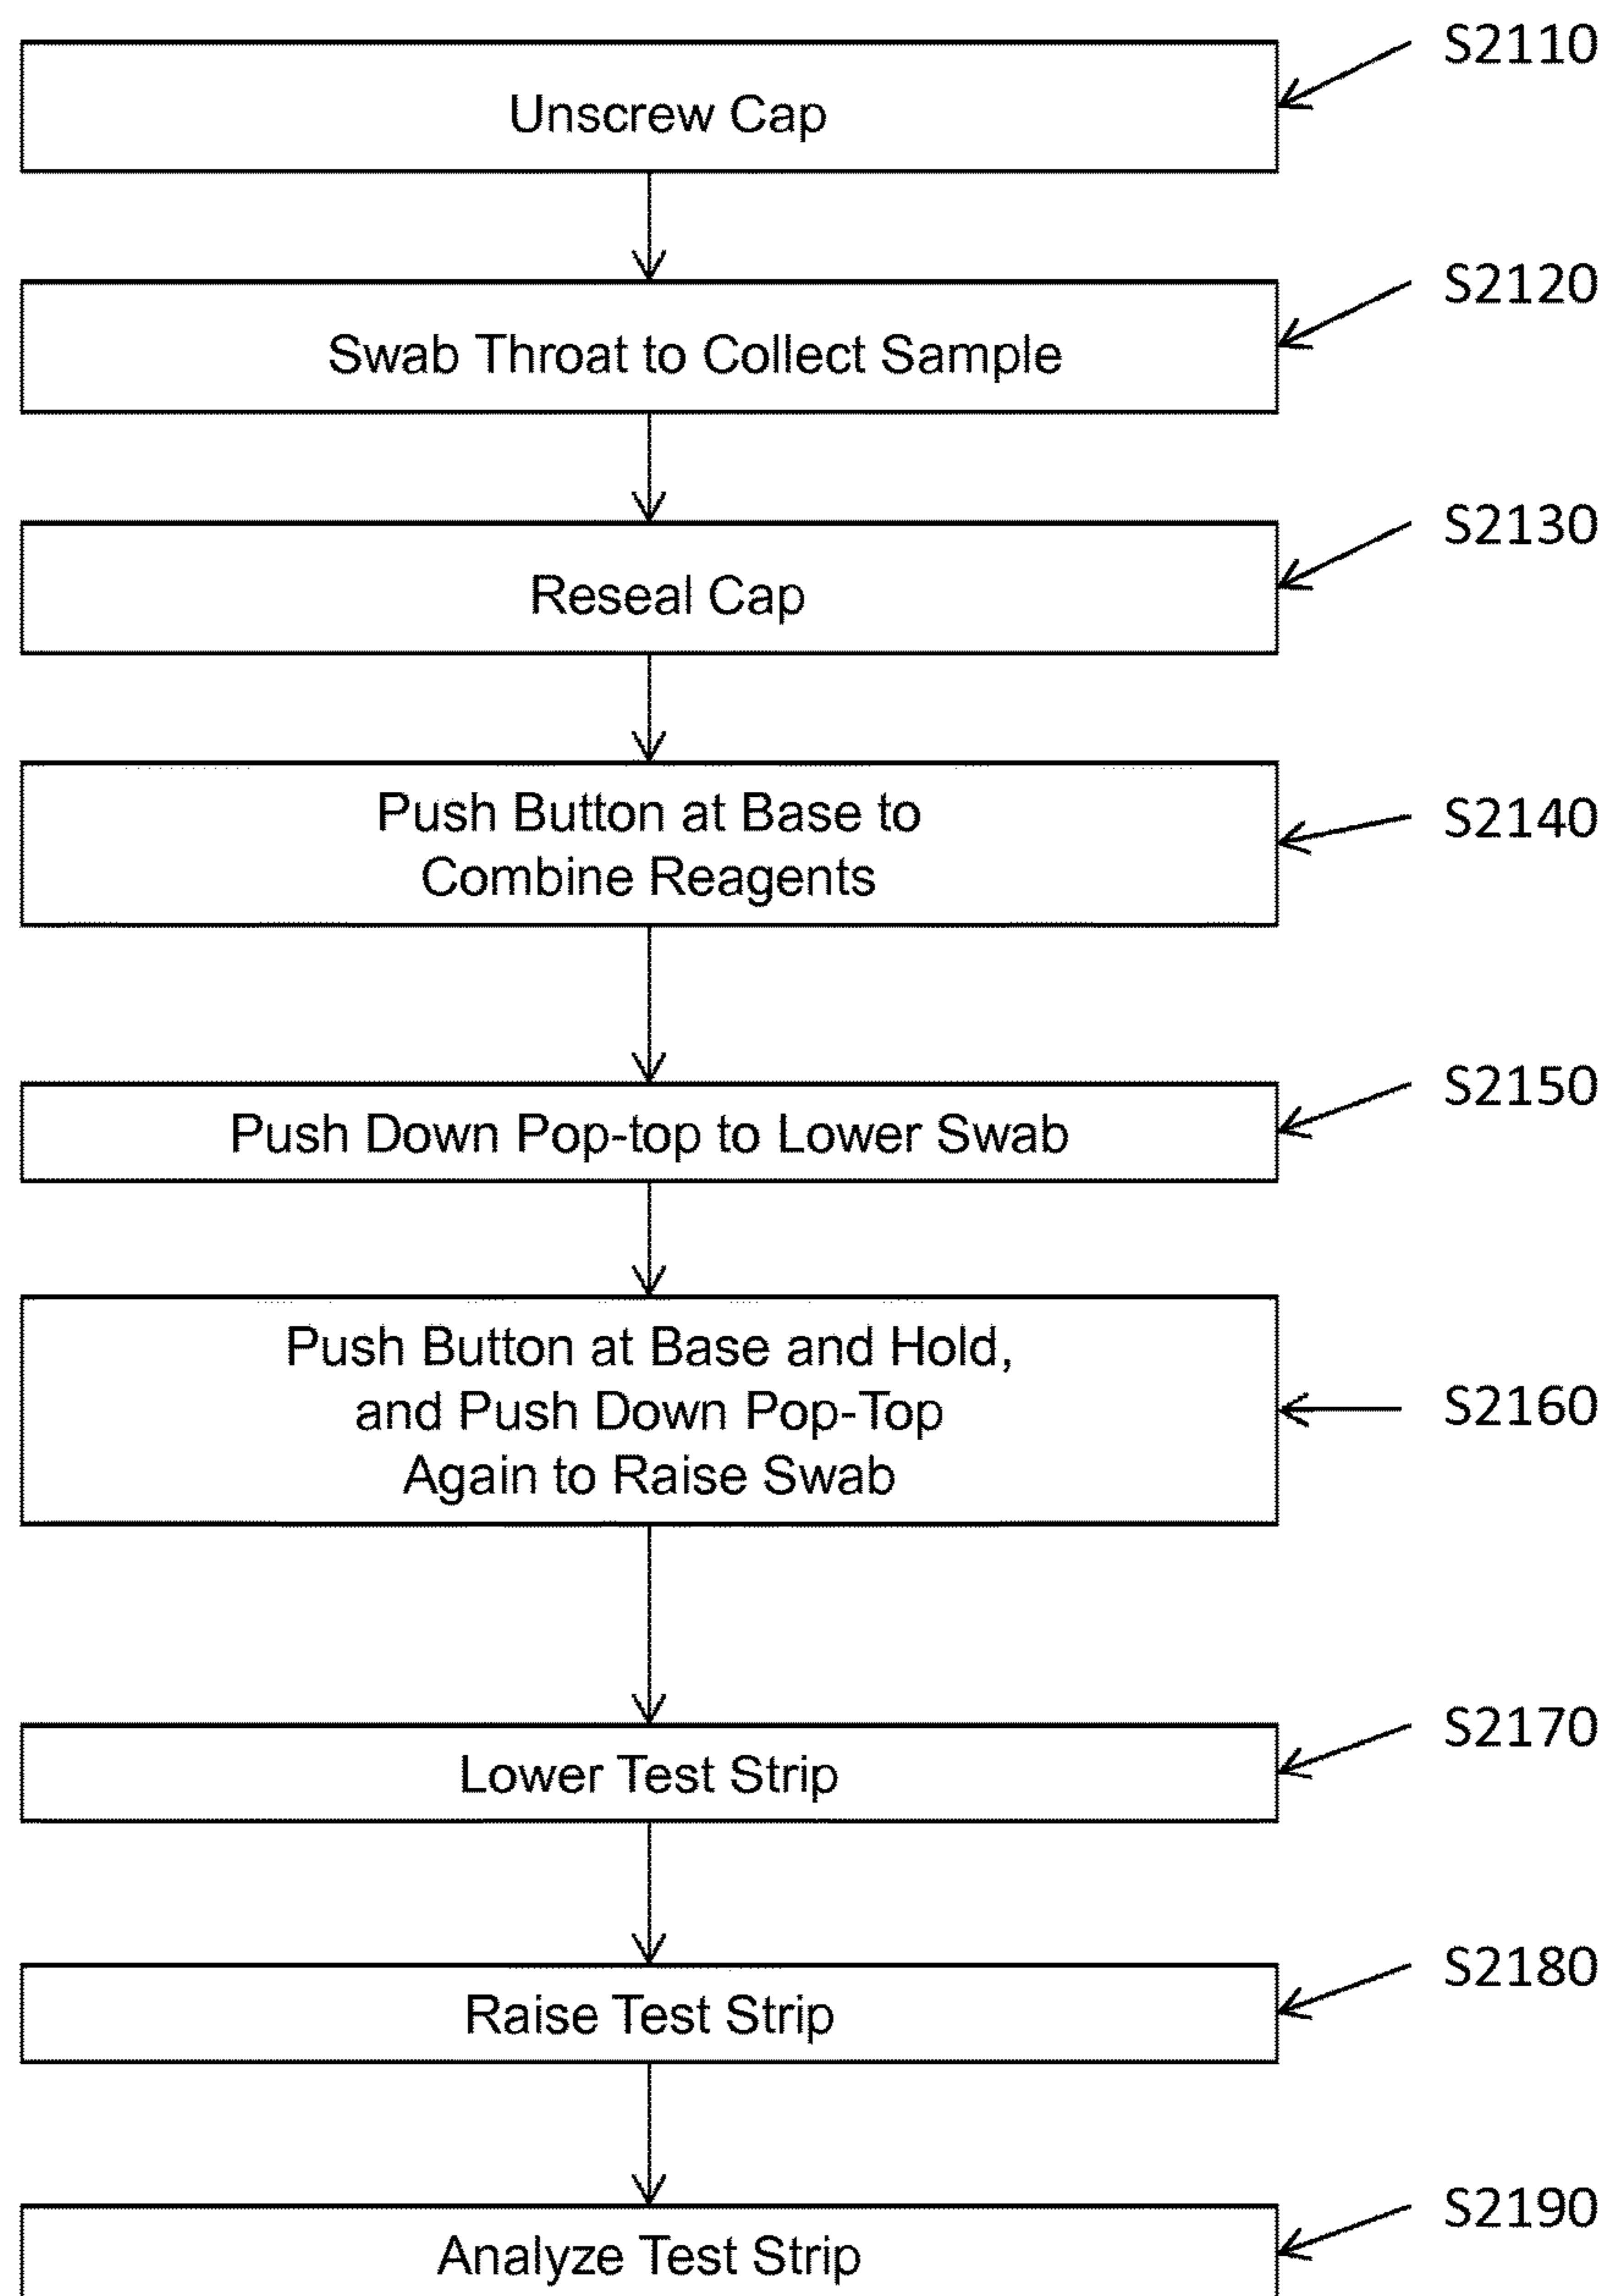 S2110
Unscrew Cap
S2120
Swab Throat to Collect Sample
S2130
Reseal Cap
S2140
Push Button at Base to
Combine Reagents
S2150
Push Down Pop-top to Lower Swab
S2160
Push Button at Base and Hold,
and Push Down Pop-Top
Again to Raise Swab
S2170
Lower Test Strip
S2180
Raise Test Strip
S2190
Analyze Test Strip